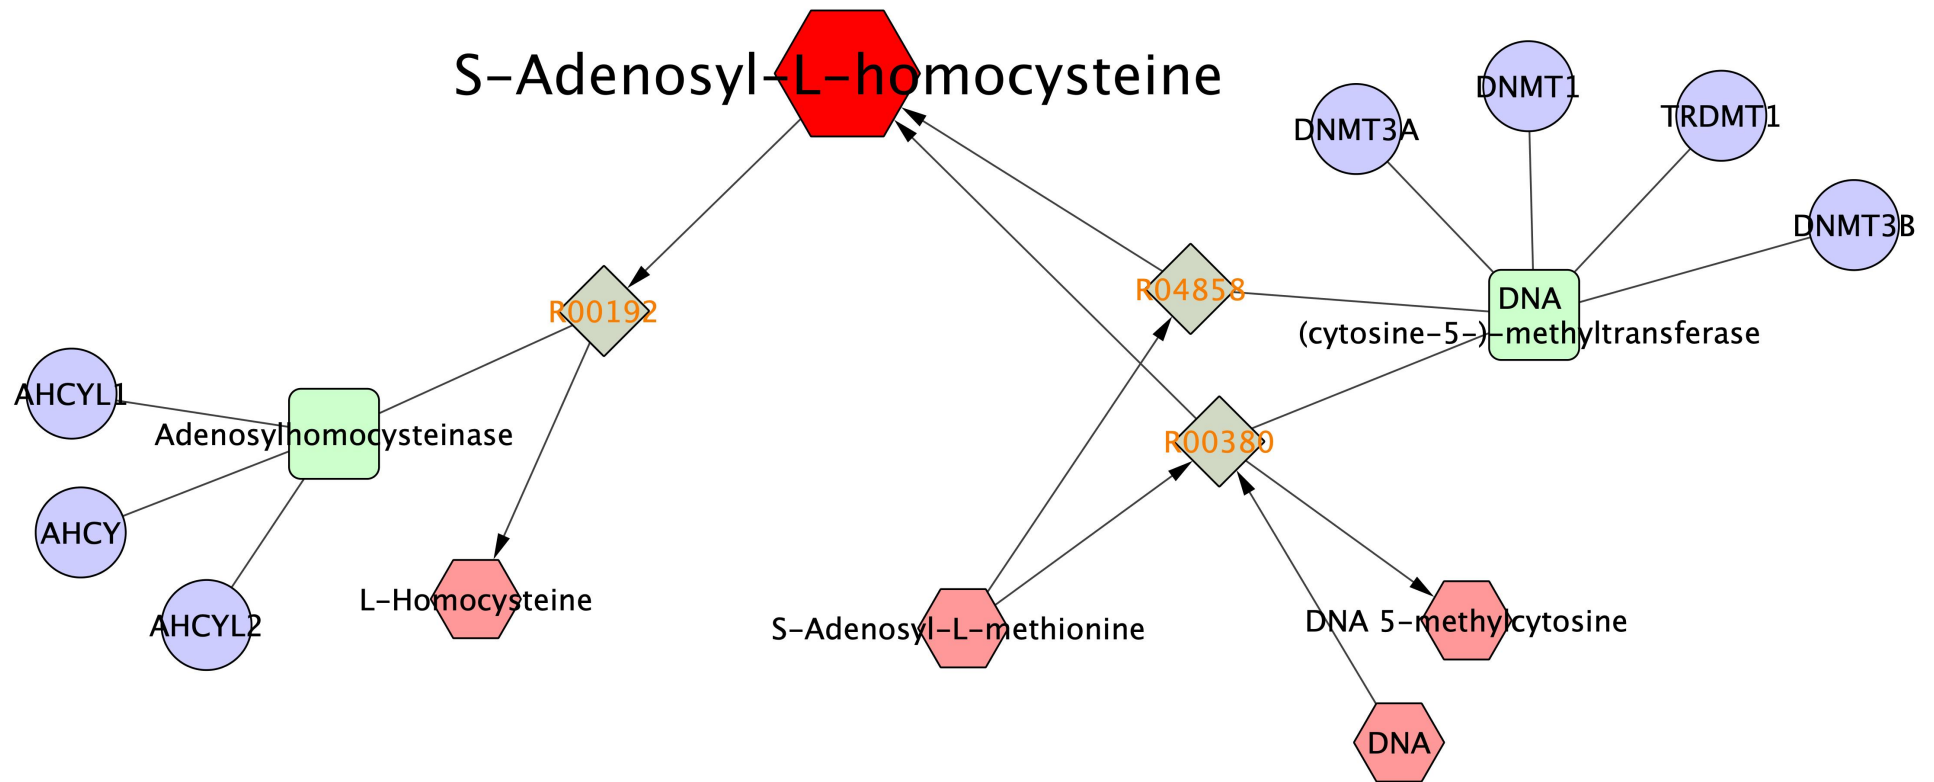 S-Adenosyl-L-homocysteine
DNMT1
DNMT3A
TRDMT1
DNMT3B
R00192
R04858
DNA
(cytosine-5-)-methyltransferase
AHCYL1
Adenosylhomocysteinase
R00380
AHCY
AHCYL2
L-Homocysteine
S-Adenosyl-L-methionine
DNA 5-methylcytosine
DNA